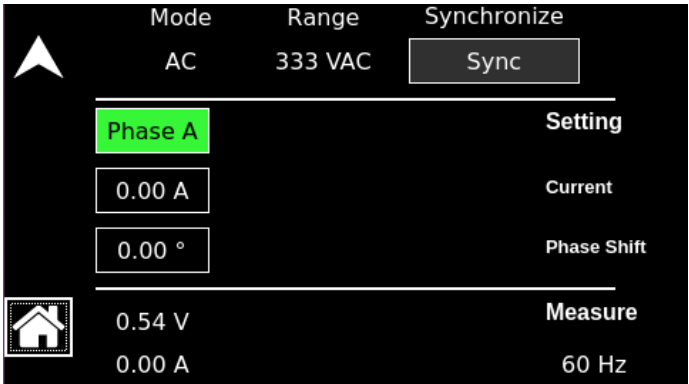 Mode Range Synchronize
AC 333 VAC Sync
Phase A Setting
0.00 A Current
0.00 ° Phase Shift
0.54 V Measure
0.00 A 60 Hz